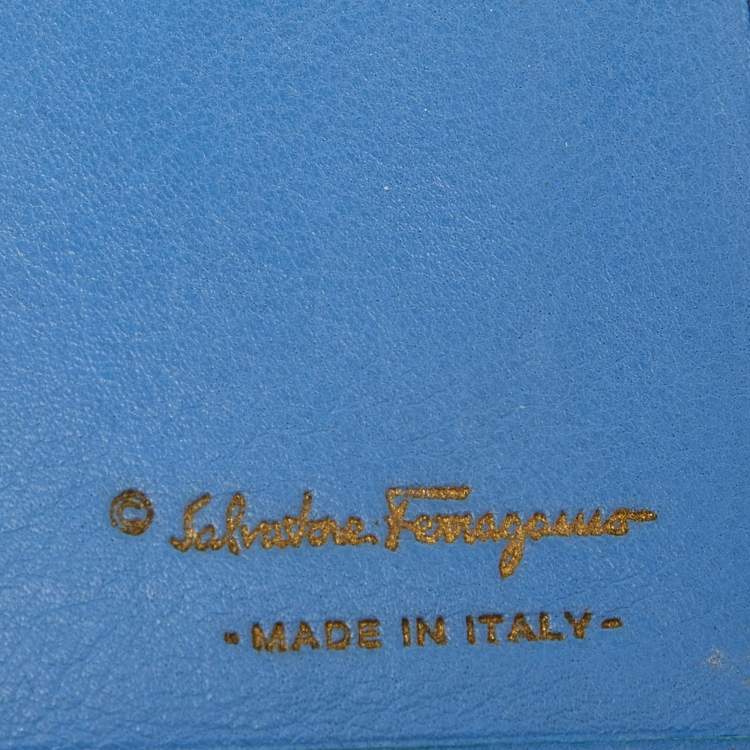 © Salvatore Ferragamo
- MADE IN ITALY -